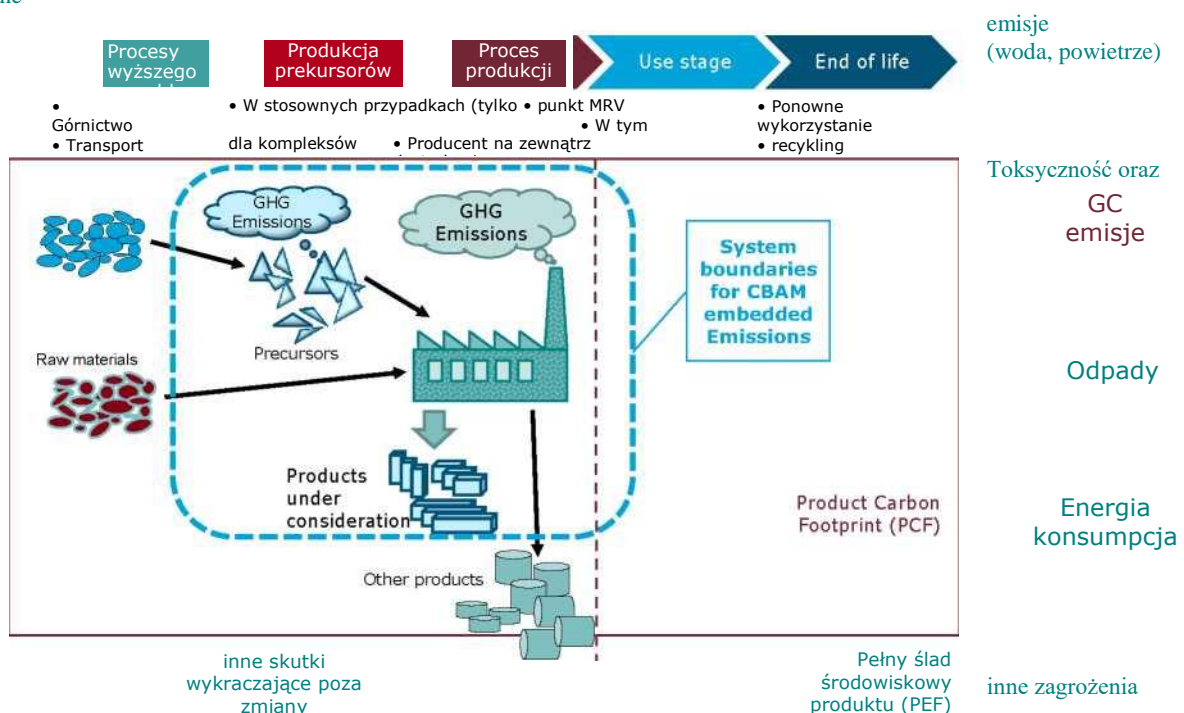 emisje
(woda, powietrze)
Procesy
wyższego
Produkcja
prekursorów
Proces
produkcji
Use stage
End of life
•
Górnictwo
• Transport
• W stosownych przypadkach (tylko • punkt MRV
dla kompleksów
• Producent na zewnątrz
• W tym
• Ponowne
wykorzystanie
• recykling
Toksyczność oraz
GC
emisje
GHG
Emissions
GHG
Emissions
System
boundaries
for CBAM
embedded
Emissions
Precursors
Raw materials
Odpady
Products
under
consideration
Product Carbon
Footprint (PCF)
Energia
konsumpcja
Other products
inne skutki
wykraczające poza
zmiany
Pełny ślad
środowiskowy
produktu (PEF)
inne zagrożenia